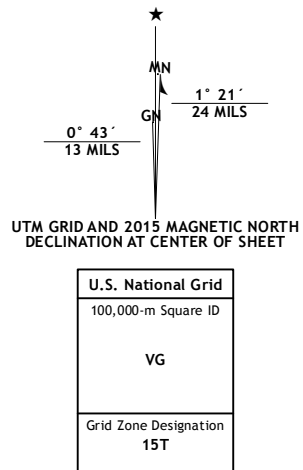 ★
MN
1° 21´
24 MILS
GN
0° 43´
13 MILS
UTM GRID AND 2015 MAGNETIC NORTH
DECLINATION AT CENTER OF SHEET
U.S. National Grid
100,000-m Square ID
VG
Grid Zone Designation
15T